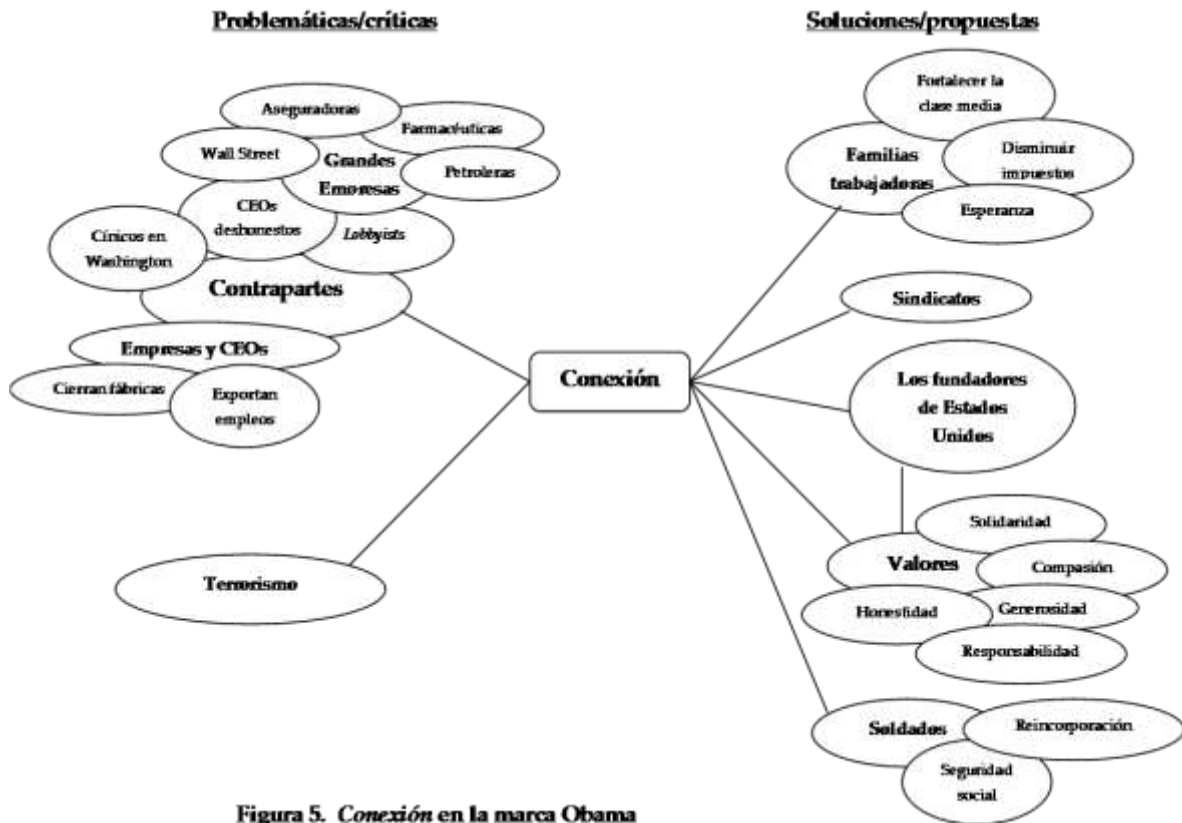 Problemáticas/críticas
Soluciones/propuestas
Aseguradoras
Farmacéuticas
Wall Street
Grandes
Empresas
Petroleras
CEOs
deshonestos
Lobbyists
Cínicos en
Washington
Contrapartes
Empresas y CEOs
Cierran fábricas
Exportan
empleos
Terrorismo
Conexión
Fortalecer la
clase media
Familias
trabajadoras
Disminuir
impuestos
Esperanza
Sindicatos
Los fundadores
de Estados
Unidos
Solidaridad
Valores
Compasión
Honestidad
Generosidad
Responsabilidad
Soldados
Reincorporación
Seguridad
social
Figura 5. Conexión en la marca Obama